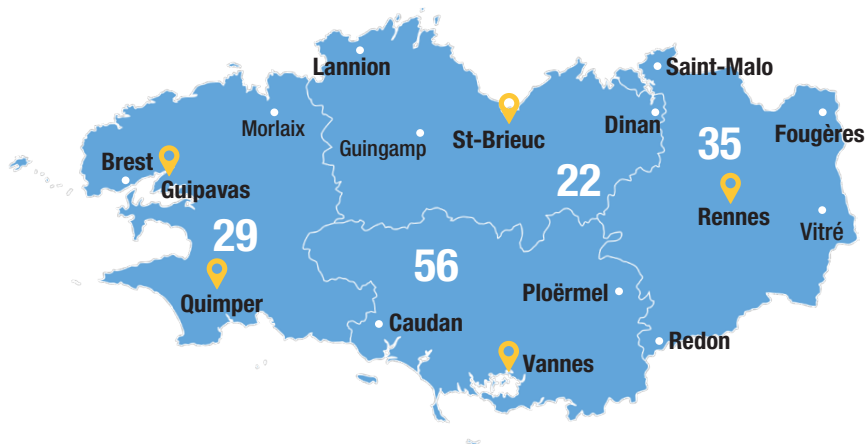 Lannion
Saint-Malo
Morlaix
Guingamp
St-Brieuc
Dinan
Fougères
35
Brest
Guipavas
22
Rennes
Vitré
29
56
Quimper
Ploërmel
Caudan
Redon
Vannes